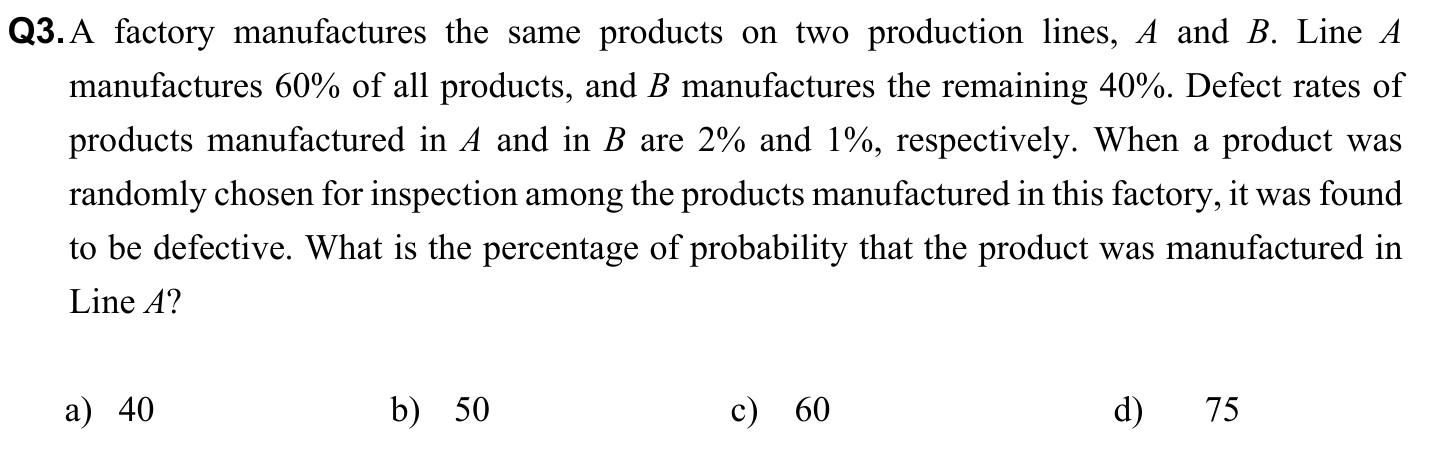 Q3. A factory manufactures the same products on two production lines, A and B. Line A
manufactures 60% of all products, and B manufactures the remaining 40%. Defect rates of
products manufactured in A and in B are 2% and 1%, respectively. When a product was
randomly chosen for inspection among the products manufactured in this factory, it was found
to be defective. What is the percentage of probability that the product was manufactured in
Line A?
a) 40 b) 50 c) 60 d) 75